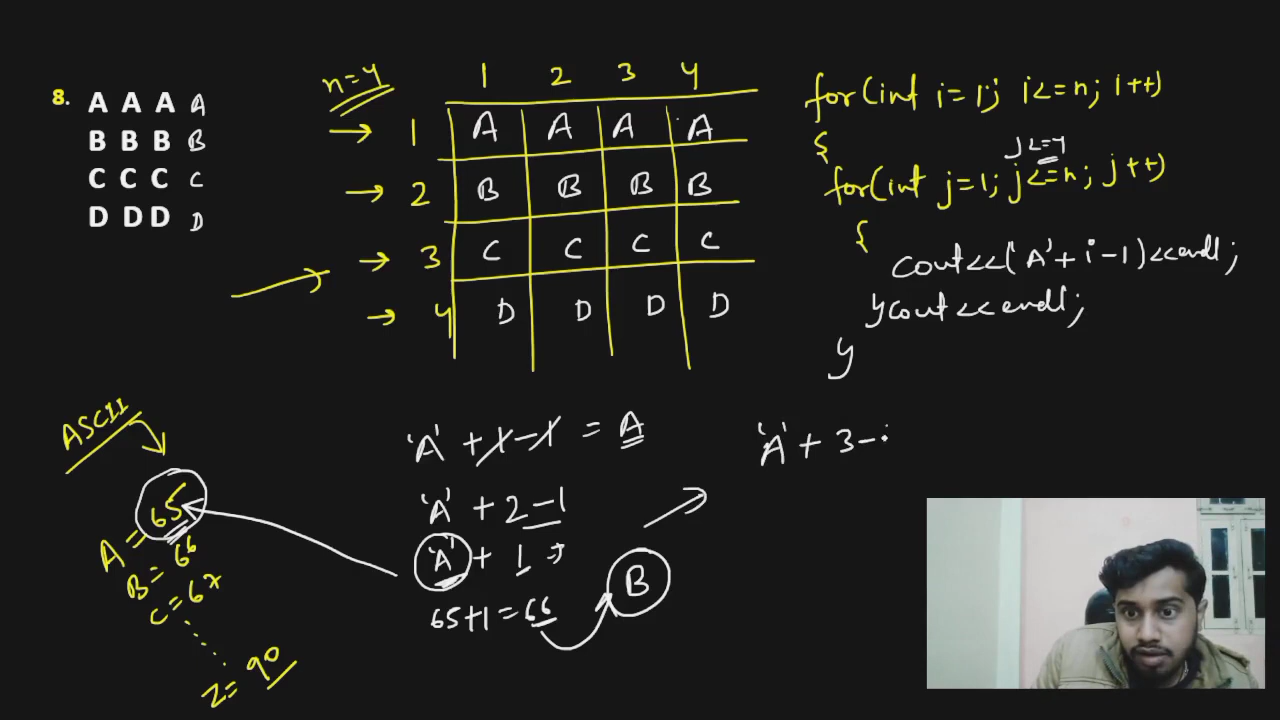 8.
A A A A
B B B B
C C C C
D D D D
n=4
1 2 3 4
1 A A A A
2 B B B B
3 C C C C
4 D D D D
for(int i=1; i<=n; i++)
{
j<=4
for(int j=1; j<=n; j++)
{
cout<<('A'+i-1)<<endl;
}cout<<endl;
}
ASCII
A=65
B=66
C=67
Z=90
'A'+1-1=A
'A'+2-1
'A'+1→
65+1=66
B
'A'+3-